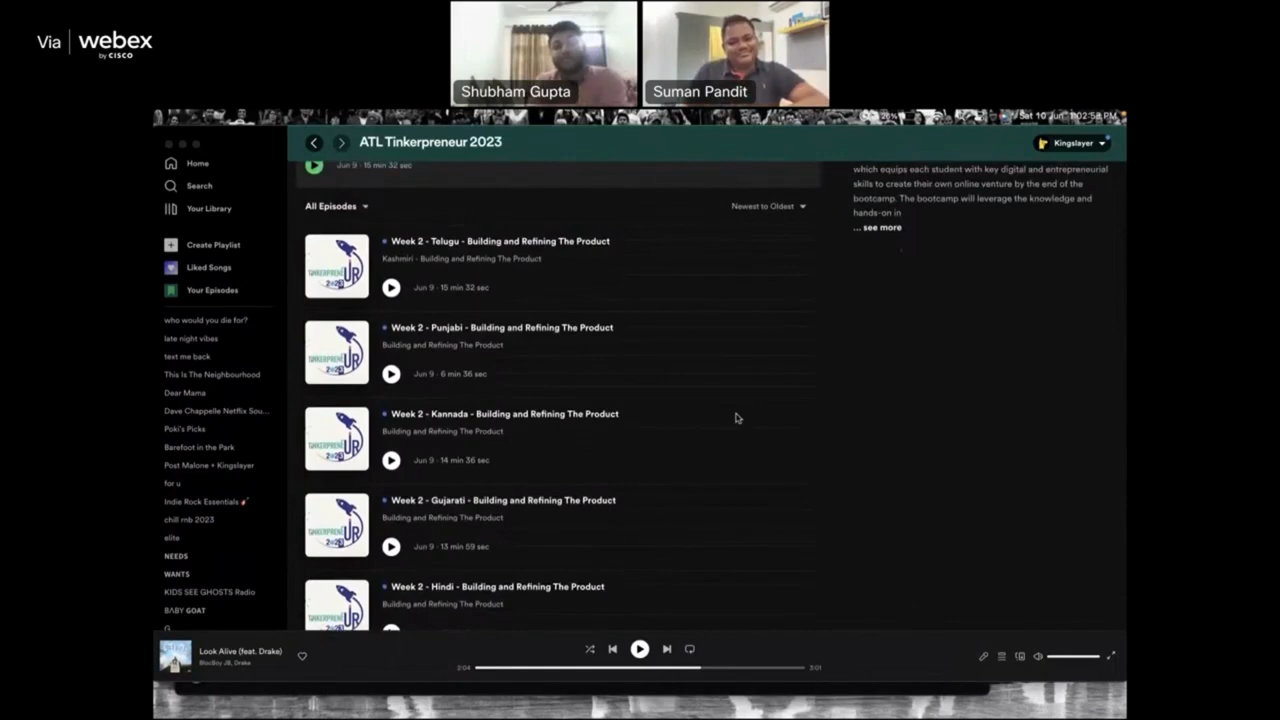 Via | webex
by CISCO
Shubham Gupta
Suman Pandit
Sat 10 Jun
ATL Tinkerpreneur 2023
Kingslayer
Home
Search
Your Library
Create Playlist
Liked Songs
Your Episodes
who would you die for?
late night vibes
text me back
This Is The Neighbourhood
Dear Mama
Dave Chappelle Netflix Sou...
Poki's Picks
Barefoot in the Park
Post Malone + Kingslayer
for u
Indie Rock Essentials
chill rnb 2023
elite
NEEDS
WANTS
KIDS SEE GHOSTS Radio
BABY GOAT
Jun 9 · 15 min 32 sec
All Episodes
Newest to Oldest
Week 2 - Telugu - Building and Refining The Product
Kashmiri - Building and Refining The Product
Jun 9 · 15 min 32 sec
Week 2 - Punjabi - Building and Refining The Product
Building and Refining The Product
Jun 9 · 6 min 36 sec
Week 2 - Kannada - Building and Refining The Product
Building and Refining The Product
Jun 9 · 14 min 36 sec
Week 2 - Gujarati - Building and Refining The Product
Building and Refining The Product
Jun 9 · 13 min 59 sec
Week 2 - Hindi - Building and Refining The Product
Building and Refining The Product
which equips each student with key digital and entrepreneurial
skills to create their own online venture by the end of the
bootcamp. The bootcamp will leverage the knowledge and
hands-on in
... see more
Look Alive (feat. Drake)
BlocBoy JB, Drake
2:04
3:01